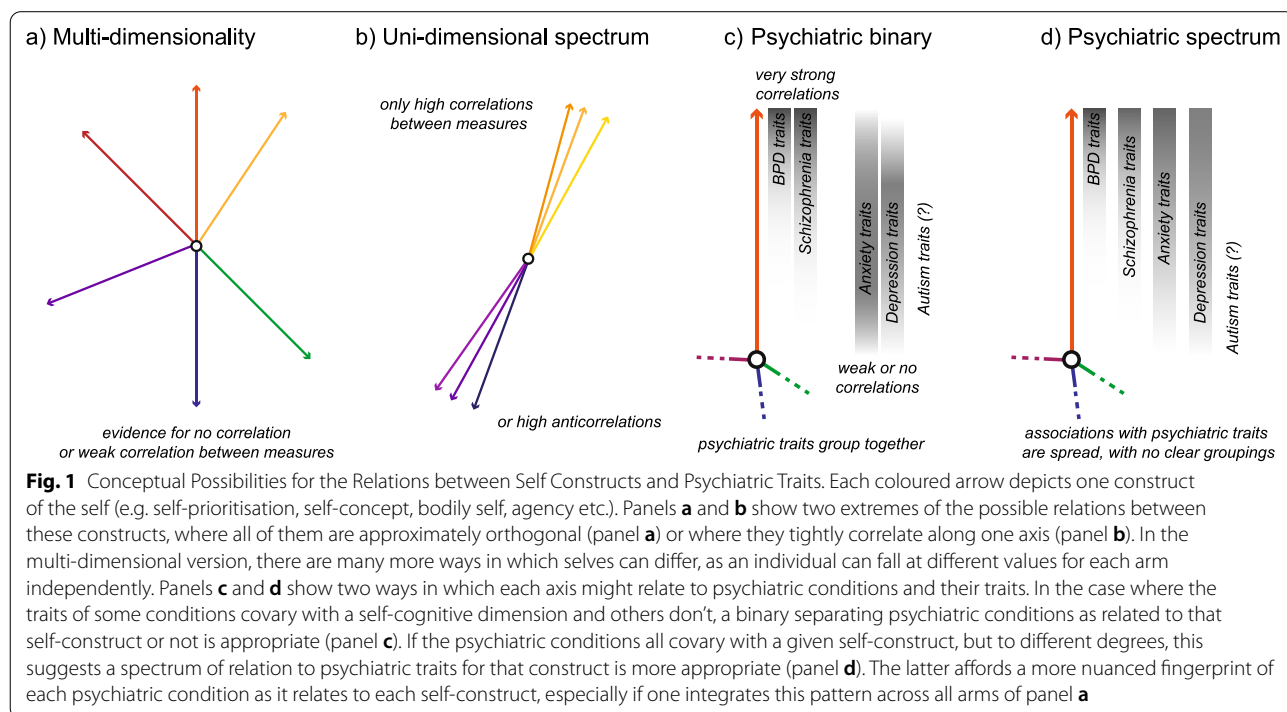 a) Multi-dimensionality
b) Uni-dimensional spectrum
c) Psychiatric binary
d) Psychiatric spectrum
evidence for no correlation
or weak correlation between measures
only high correlations
between measures
or high anticorrelations
very strong
correlations
BPD traits
Schizophrenia traits
Anxiety traits
Depression traits
Autism traits (?)
weak or no
correlations
psychiatric traits group together
BPD traits
Schizophrenia traits
Anxiety traits
Depression traits
Autism traits (?)
associations with psychiatric traits
are spread, with no clear groupings
Fig. 1 Conceptual Possibilities for the Relations between Self Constructs and Psychiatric Traits. Each coloured arrow depicts one construct
of the self (e.g. self-prioritisation, self-concept, bodily self, agency etc.). Panels a and b show two extremes of the possible relations between
these constructs, where all of them are approximately orthogonal (panel a) or where they tightly correlate along one axis (panel b). In the
multi-dimensional version, there are many more ways in which selves can differ, as an individual can fall at different values for each arm
independently. Panels c and d show two ways in which each axis might relate to psychiatric conditions and their traits. In the case where the
traits of some conditions covary with a self-cognitive dimension and others don't, a binary separating psychiatric conditions as related to that
self-construct or not is appropriate (panel c). If the psychiatric conditions all covary with a given self-construct, but to different degrees, this
suggests a spectrum of relation to psychiatric traits for that construct is more appropriate (panel d). The latter affords a more nuanced fingerprint of
each psychiatric condition as it relates to each self-construct, especially if one integrates this pattern across all arms of panel a